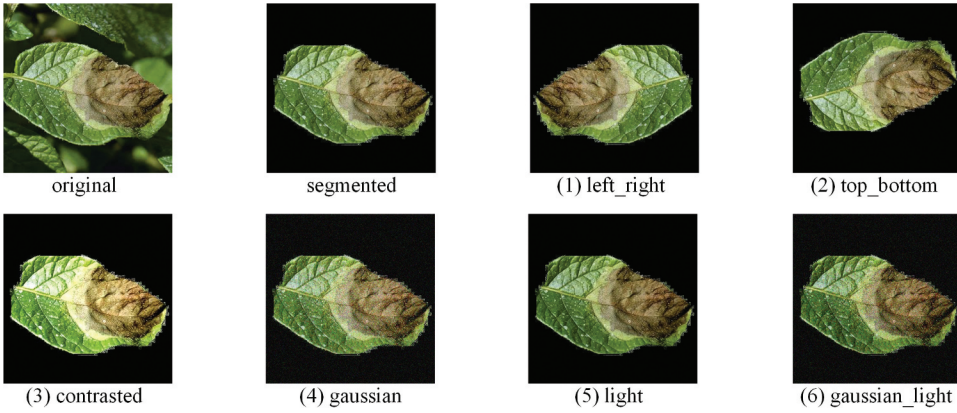 original
segmented
(1) left_right
(2) top_bottom
(3) contrasted
(4) gaussian
(5) light
(6) gaussian_light